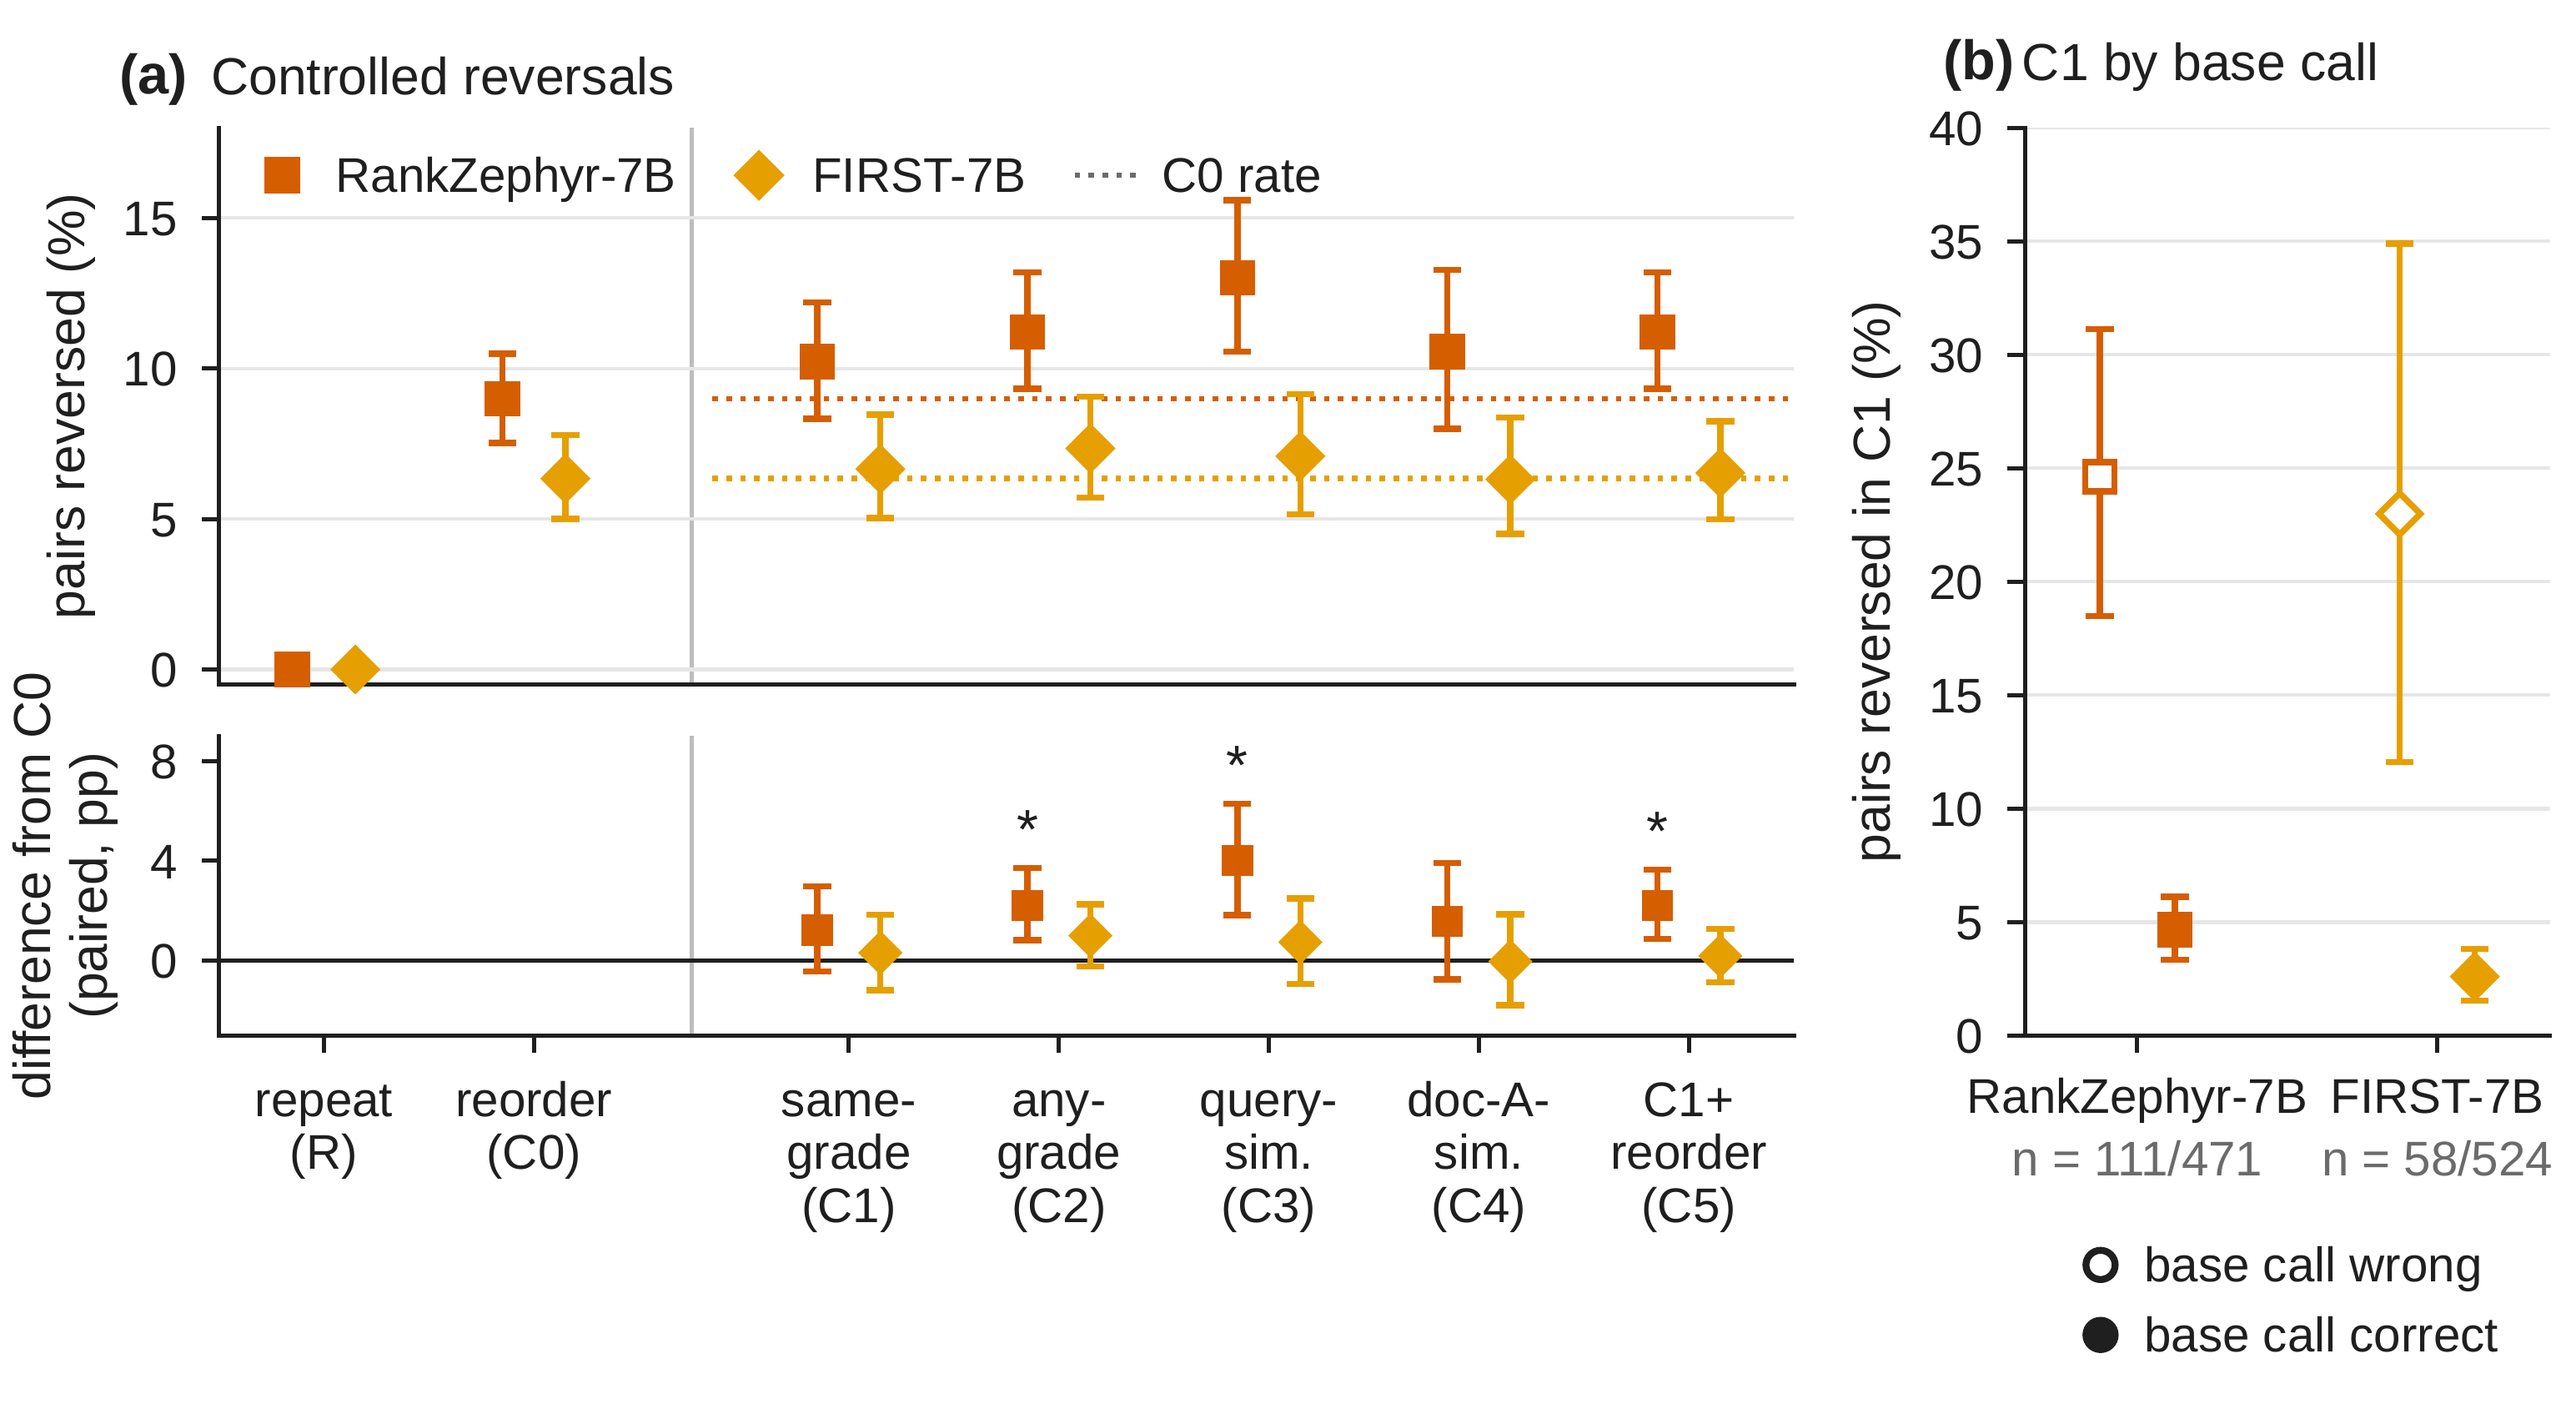 (a) Controlled reversals
RankZephyr-7B
FIRST-7B
C0 rate
pairs reversed (%)
15
10
5
0
difference from C0
(paired, pp)
8
4
0
*
*
*
repeat
(R)
reorder
(C0)
same-
grade
(C1)
any-
grade
(C2)
query-
sim.
(C3)
doc-A-
sim.
(C4)
C1+
reorder
(C5)
(b) C1 by base call
pairs reversed in C1 (%)
40
35
30
25
20
15
10
5
0
RankZephyr-7B
n = 111/471
FIRST-7B
n = 58/524
base call wrong
base call correct